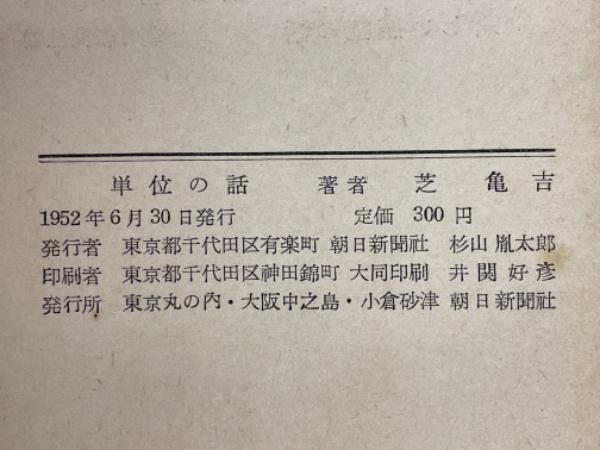 単位の話 著者 芝亀吉
1952年6月30日発行 定価 300円
発行者 東京都千代田区有楽町 朝日新聞社 杉山胤太郎
印刷者 東京都千代田区神田錦町 大同印刷 井関好彦
発行所 東京丸の内・大阪中之島・小倉砂津 朝日新聞社